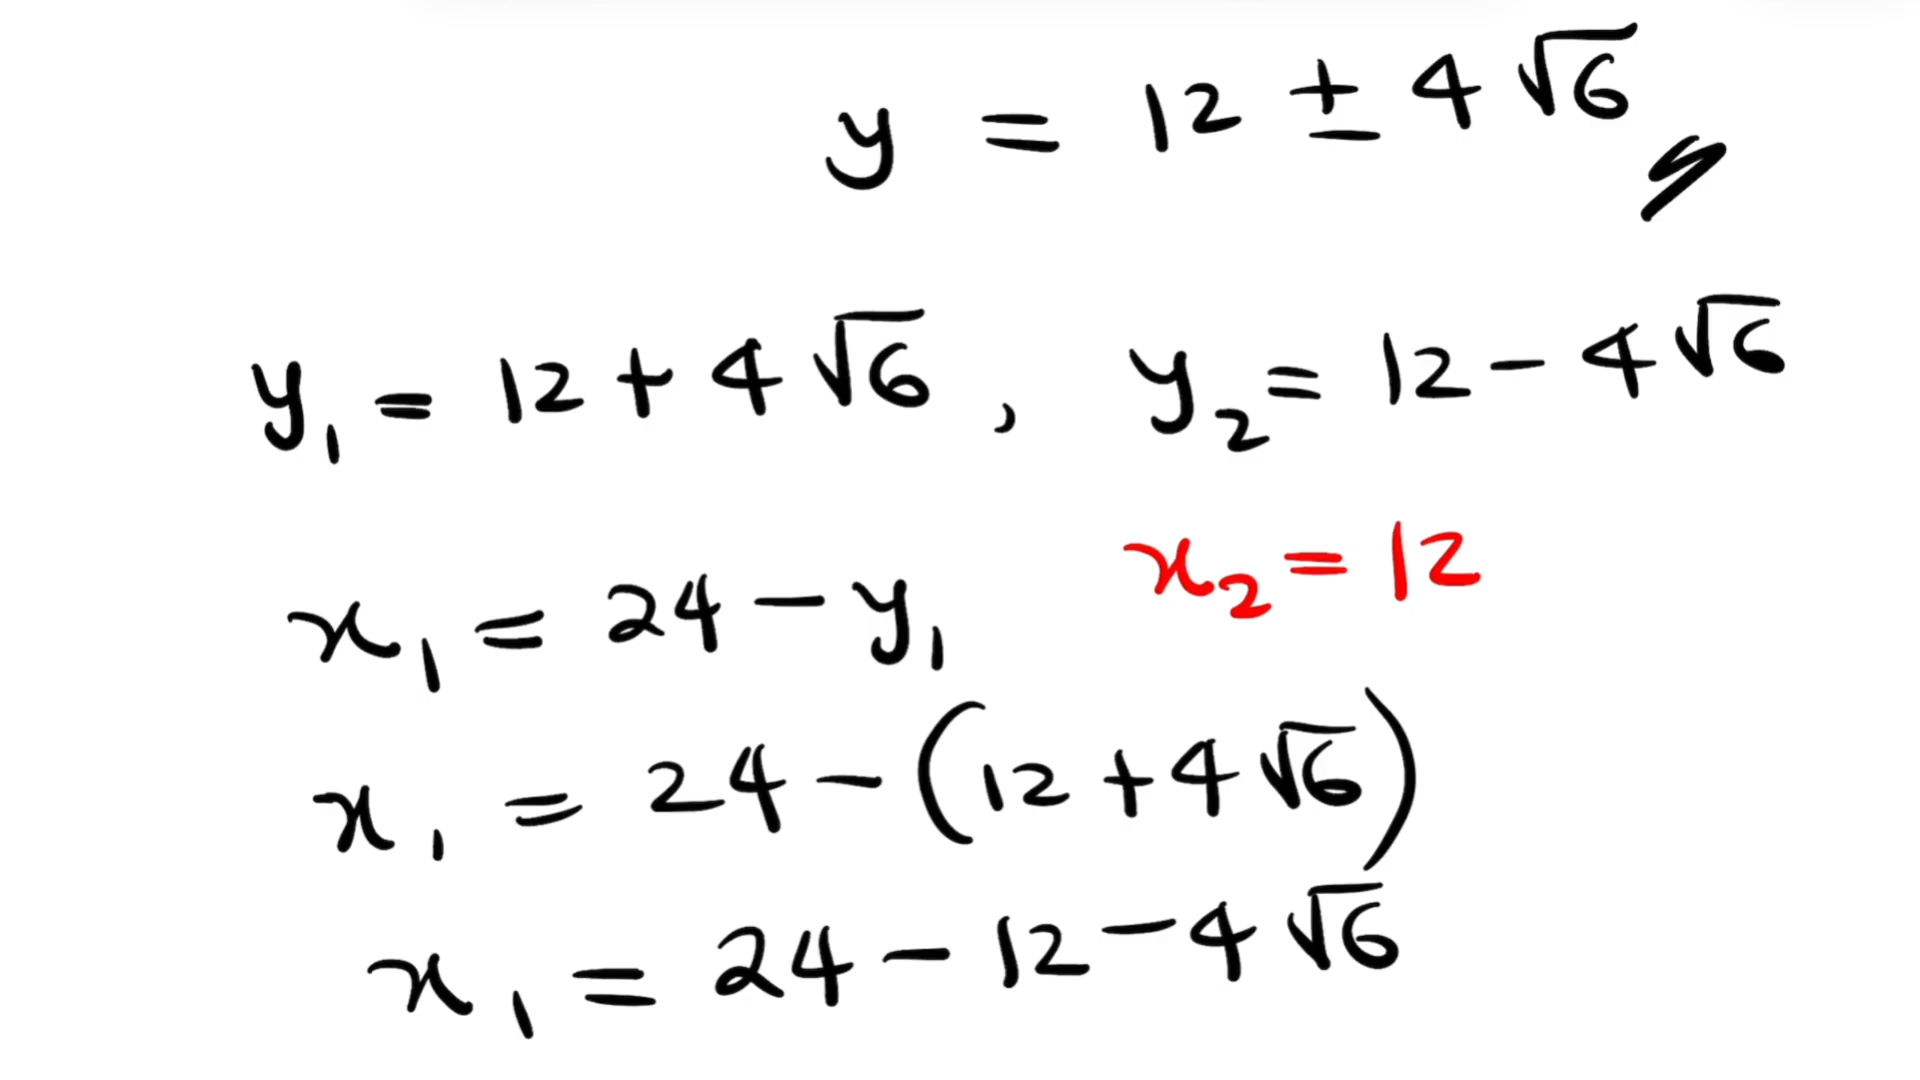 y = 12 ± 4√6
y₁ = 12 + 4√6 , y₂ = 12 − 4√6
x₂ = 12
x₁ = 24 − y₁
x₁ = 24 − (12 + 4√6)
x₁ = 24 − 12 − 4√6